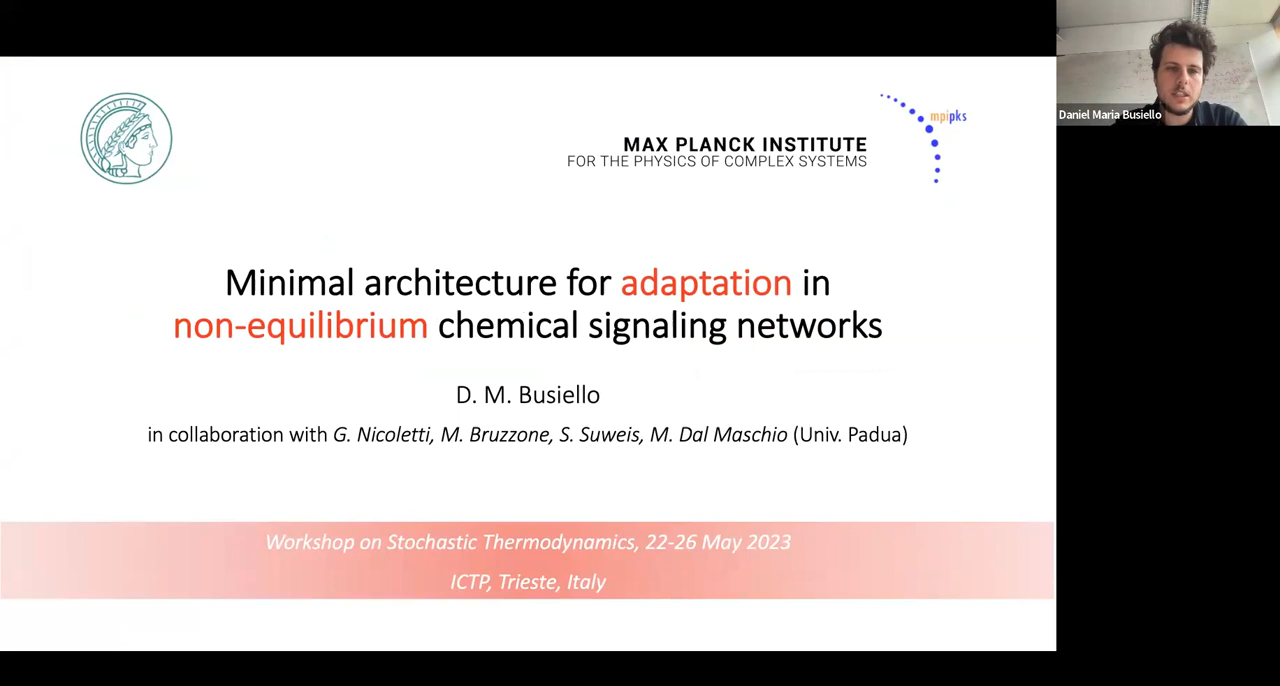 MAX PLANCK INSTITUTE
FOR THE PHYSICS OF COMPLEX SYSTEMS
mpipks
Daniel Maria Busiello
Minimal architecture for adaptation in
non-equilibrium chemical signaling networks
D. M. Busiello
in collaboration with G. Nicoletti, M. Bruzzone, S. Suweis, M. Dal Maschio (Univ. Padua)
Workshop on Stochastic Thermodynamics, 22-26 May 2023
ICTP, Trieste, Italy